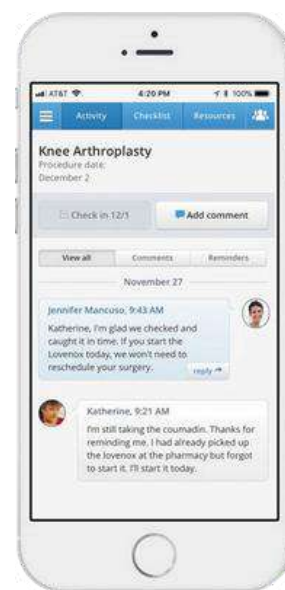 AT&T 4:20 PM 100%
Activity Checklist Resources
Knee Arthroplasty
Procedure date:
December 2
Check in 12/1 Add comment
View all Comments Reminders
November 27
Jennifer Mancuso, 9:43 AM
Katherine, I'm glad we checked and
caught it in time. If you start the
Lovenox today, we won't need to
reschedule your surgery.
reply
Katherine, 9:21 AM
I'm still taking the coumadin. Thanks for
reminding me. I had already picked up
the lovenox at the pharmacy but forgot
to start it. I'll start it today.